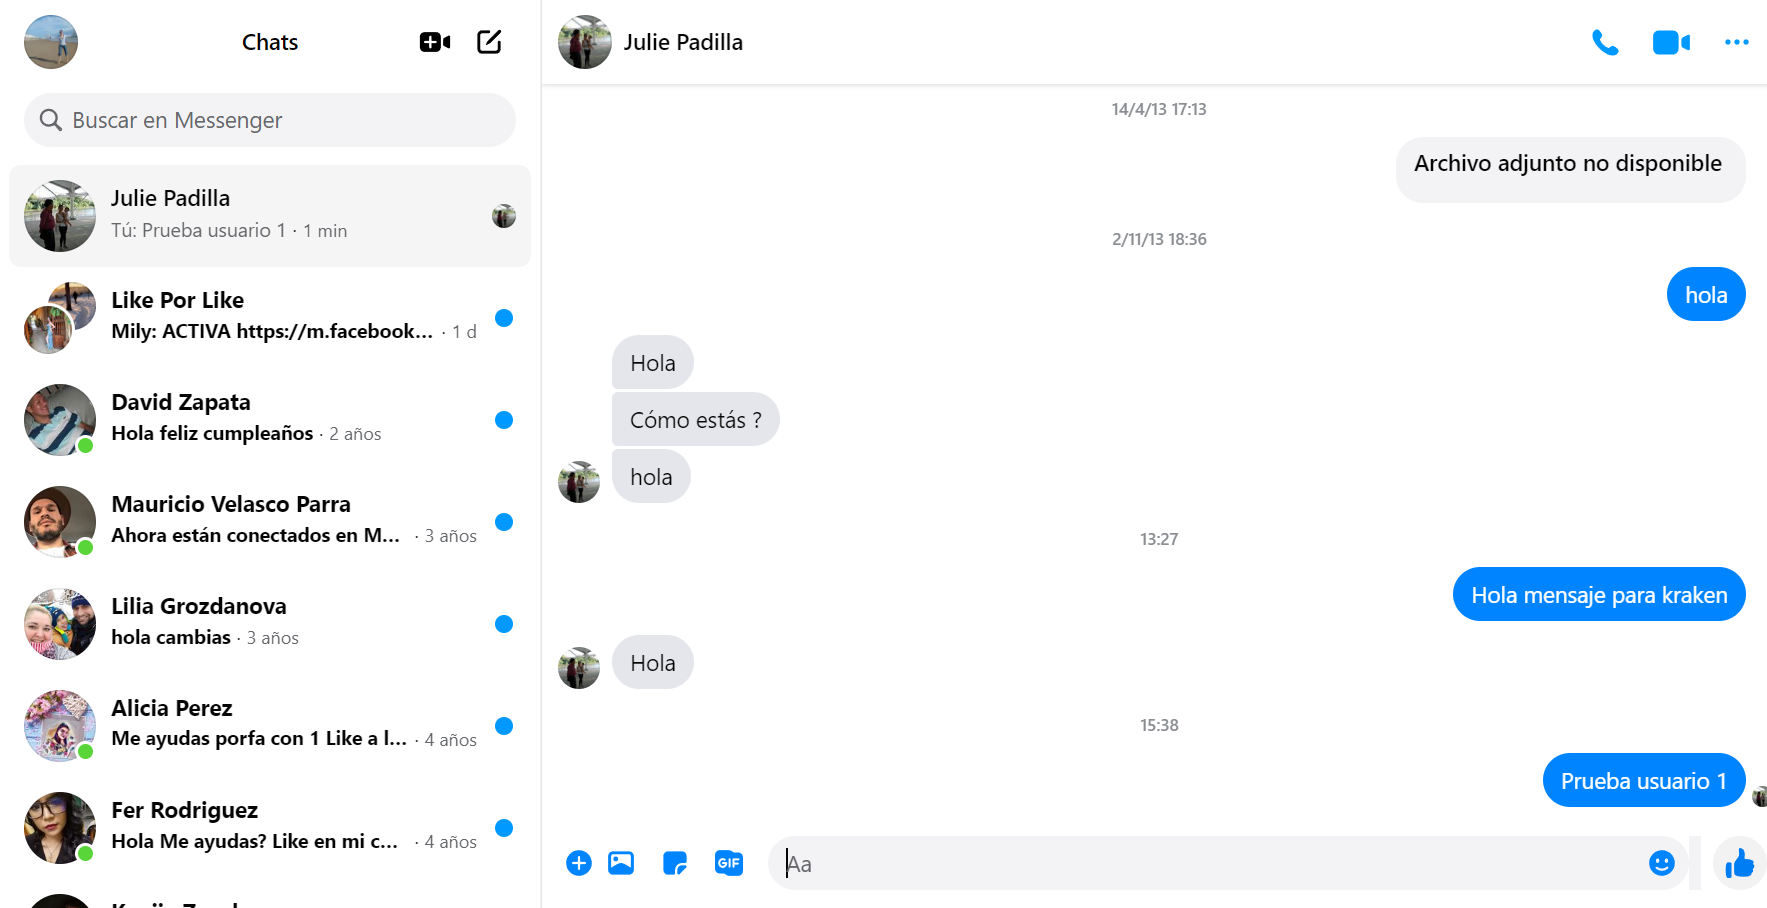 Chats
Buscar en Messenger
Julie Padilla
Tú: Prueba usuario 1 · 1 min
Like Por Like
Mily: ACTIVA https://m.facebook... · 1 d
David Zapata
Hola feliz cumpleaños · 2 años
Mauricio Velasco Parra
Ahora están conectados en M... · 3 años
Lilia Grozdanova
hola cambias · 3 años
Alicia Perez
Me ayudas porfa con 1 Like a l... · 4 años
Fer Rodriguez
Hola Me ayudas? Like en mi c... · 4 años
Julie Padilla
14/4/13 17:13
Archivo adjunto no disponible
2/11/13 18:36
hola
Hola
Cómo estás ?
hola
13:27
Hola mensaje para kraken
Hola
15:38
Prueba usuario 1
GIF
Aa